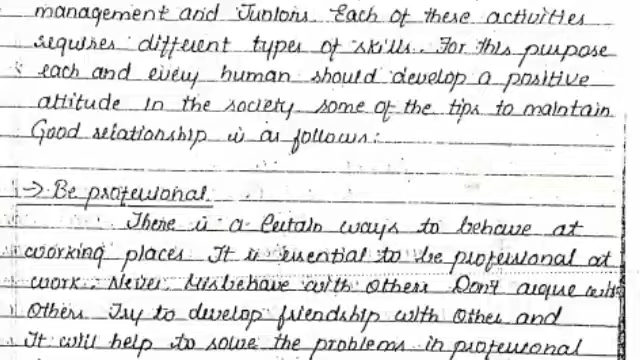 management and Juniors. Each of these activities
requires different types of skills. For this purpose
each and every human should develop a positive
attitude in the society some of the tips to maintain
Good relationship is as follows:
→ Be professional
There is a Certain ways to behave at
working places. It is essential to be professional at
work. Never Misbehave with others Don't argue with
Others. Try to develop friendship with other and
It will help to solve the problems in professional